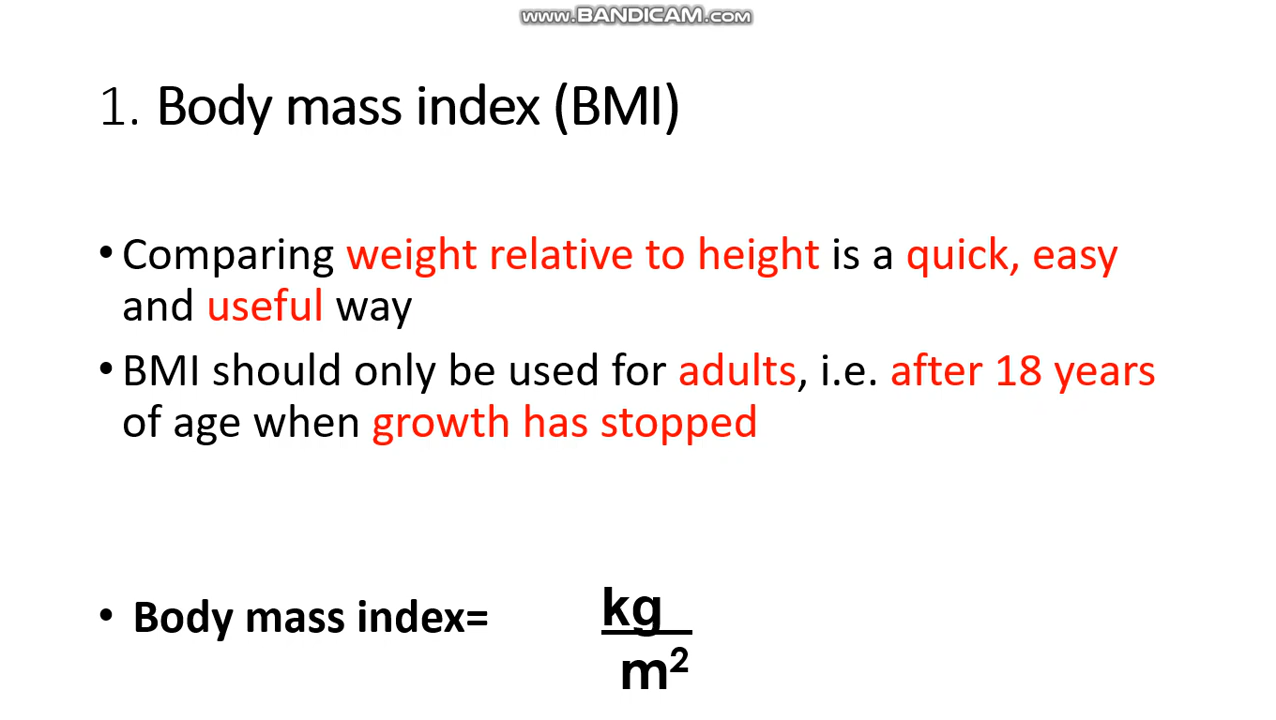 www.BANDICAM.com
1. Body mass index (BMI)
• Comparing weight relative to height is a quick, easy
and useful way
• BMI should only be used for adults, i.e. after 18 years
of age when growth has stopped
• Body mass index= kg
m²